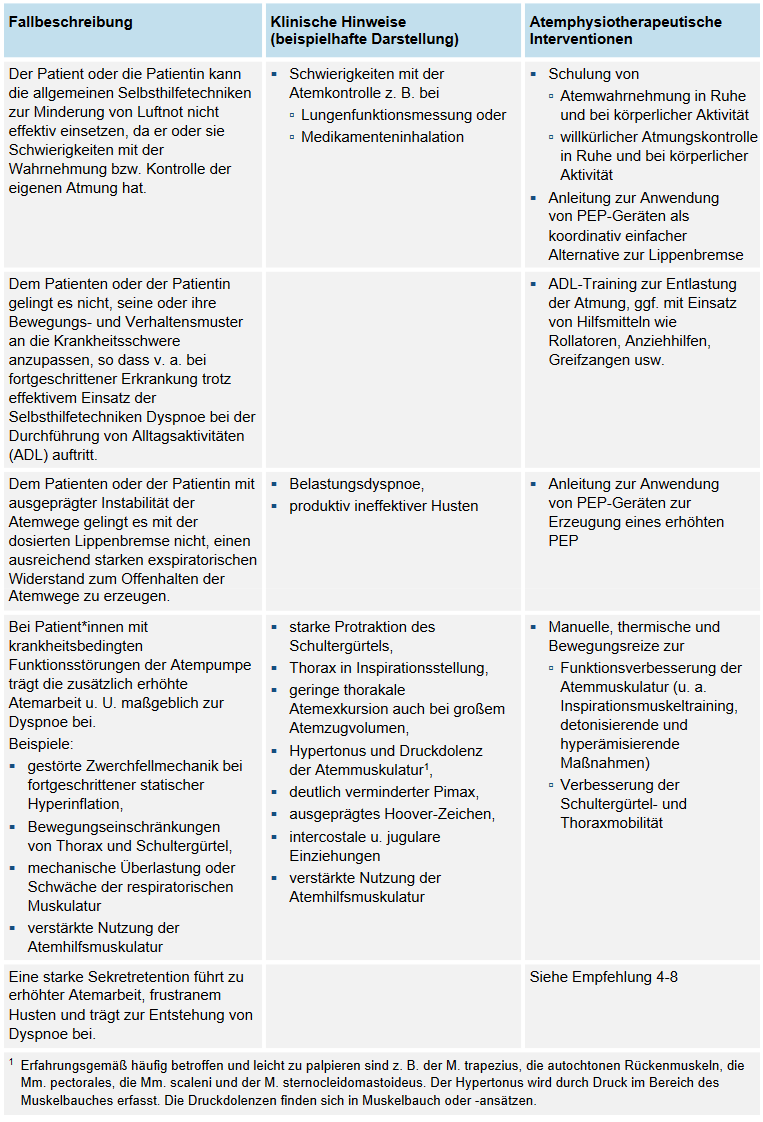 Fallbeschreibung
Klinische Hinweise
(beispielhafte Darstellung)
Atemphysiotherapeutische
Interventionen
Der Patient oder die Patientin kann
die allgemeinen Selbsthilfetechniken
zur Minderung von Luftnot nicht
effektiv einsetzen, da er oder sie
Schwierigkeiten mit der
Wahrnehmung bzw. Kontrolle der
eigenen Atmung hat.
▪ Schwierigkeiten mit der
Atemkontrolle z. B. bei
▫ Lungenfunktionsmessung oder
▫ Medikamenteninhalation
▪ Schulung von
▫ Atemwahrnehmung in Ruhe
und bei körperlicher Aktivität
▫ willkürlicher Atmungskontrolle
in Ruhe und bei körperlicher
Aktivität
▪ Anleitung zur Anwendung
von PEP-Geräten als
koordinativ einfacher
Alternative zur Lippenbremse
Dem Patienten oder der Patientin
gelingt es nicht, seine oder ihre
Bewegungs- und Verhaltensmuster
an die Krankheitsschwere
anzupassen, so dass v. a. bei
fortgeschrittener Erkrankung trotz
effektivem Einsatz der
Selbsthilfetechniken Dyspnoe bei der
Durchführung von Alltagsaktivitäten
(ADL) auftritt.
▪ ADL-Training zur Entlastung
der Atmung, ggf. mit Einsatz
von Hilfsmitteln wie
Rollatoren, Anziehhilfen,
Greifzangen usw.
Dem Patienten oder der Patientin mit
ausgeprägter Instabilität der
Atemwege gelingt es mit der
dosierten Lippenbremse nicht, einen
ausreichend starken exspiratorischen
Widerstand zum Offenhalten der
Atemwege zu erzeugen.
▪ Belastungsdyspnoe,
▪ produktiv ineffektiver Husten
▪ Anleitung zur Anwendung
von PEP-Geräten zur
Erzeugung eines erhöhten
PEP
Bei Patient*innen mit
krankheitsbedingten
Funktionsstörungen der Atempumpe
trägt die zusätzlich erhöhte
Atemarbeit u. U. maßgeblich zur
Dyspnoe bei.
Beispiele:
▪ gestörte Zwerchfellmechanik bei
fortgeschrittener statischer
Hyperinflation,
▪ Bewegungseinschränkungen
von Thorax und Schultergürtel,
▪ mechanische Überlastung oder
Schwäche der respiratorischen
Muskulatur
▪ verstärkte Nutzung der
Atemhilfsmuskulatur
▪ starke Protraktion des
Schultergürtels,
▪ Thorax in Inspirationsstellung,
▪ geringe thorakale
Atemexkursion auch bei großem
Atemzugvolumen,
▪ Hypertonus und Druckdolenz
der Atemmuskulatur¹,
▪ deutlich verminderter Pimax,
▪ ausgeprägtes Hoover-Zeichen,
▪ intercostale u. jugulare
Einziehungen
▪ verstärkte Nutzung der
Atemhilfsmuskulatur
▪ Manuelle, thermische und
Bewegungsreize zur
▫ Funktionsverbesserung der
Atemmuskulatur (u. a.
Inspirationsmuskeltraining,
detonisierende und
hyperämisierende
Maßnahmen)
▫ Verbesserung der
Schultergürtel- und
Thoraxmobilität
Eine starke Sekretretention führt zu
erhöhter Atemarbeit, frustranem
Husten und trägt zur Entstehung von
Dyspnoe bei.
Siehe Empfehlung 4-8
¹ Erfahrungsgemäß häufig betroffen und leicht zu palpieren sind z. B. der M. trapezius, die autochtonen Rückenmuskeln, die
Mm. pectorales, die Mm. scaleni und der M. sternocleidomastoideus. Der Hypertonus wird durch Druck im Bereich des
Muskelbauches erfasst. Die Druckdolenzen finden sich in Muskelbauch oder -ansätzen.